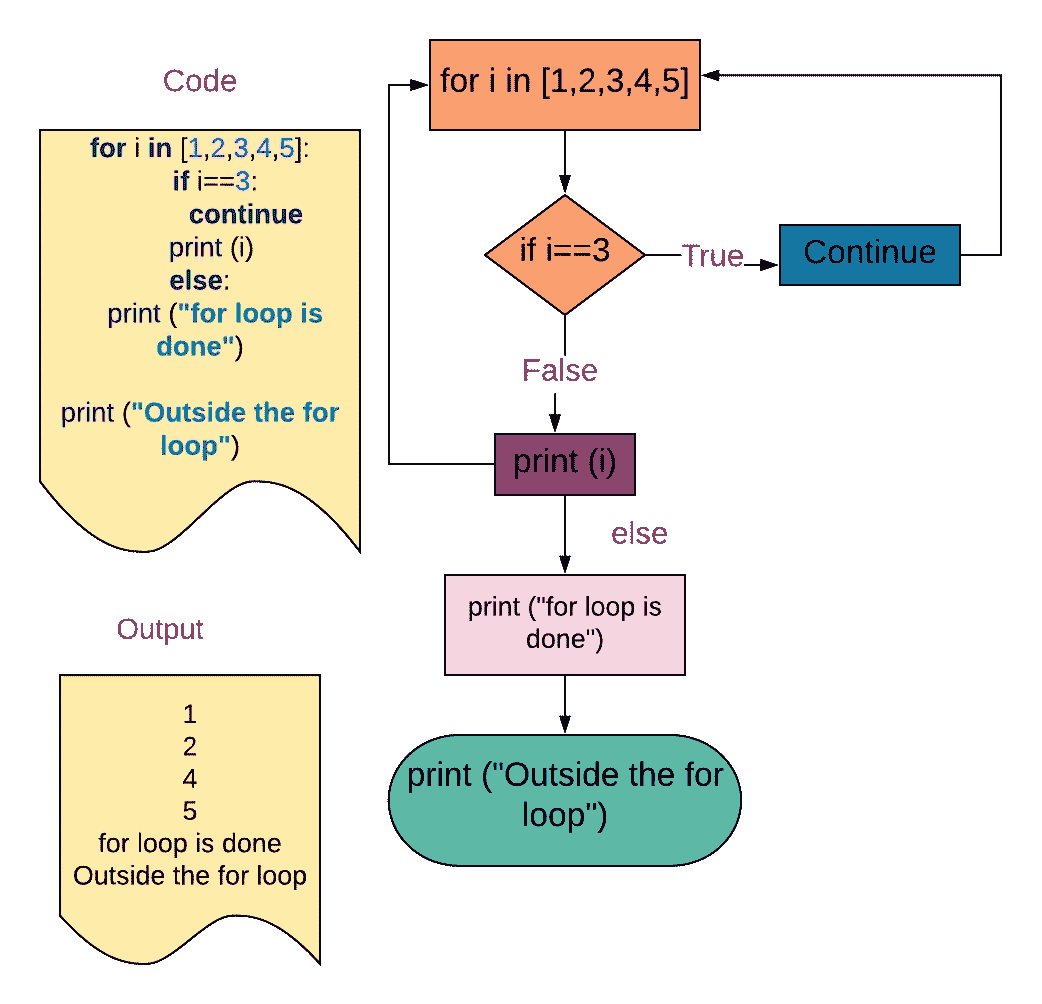 Code
for i in [1,2,3,4,5]:
if i==3:
continue
print (i)
else:
print ("for loop is
done")
print ("Outside the for
loop")
Output
1
2
4
5
for loop is done
Outside the for loop
for i in [1,2,3,4,5]
if i==3
True
Continue
False
print (i)
else
print ("for loop is
done")
print ("Outside the for
loop")